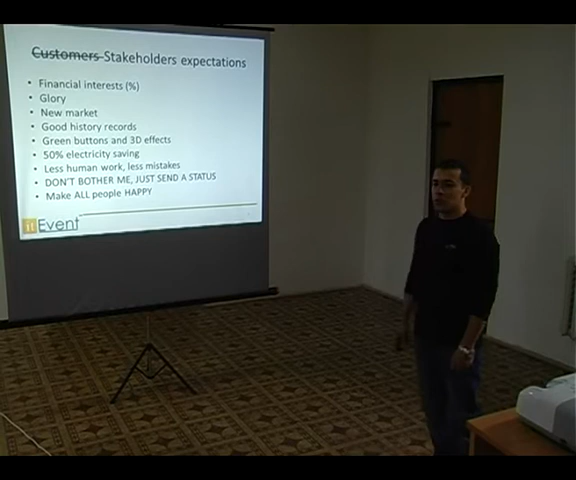 Customers Stakeholders expectations
• Financial interests (%)
• Glory
• New market
• Good history records
• Green buttons and 3D effects
• 50% electricity saving
• Less human work, less mistakes
• DON'T BOTHER ME, JUST SEND A STATUS
• Make ALL people HAPPY
itEvent